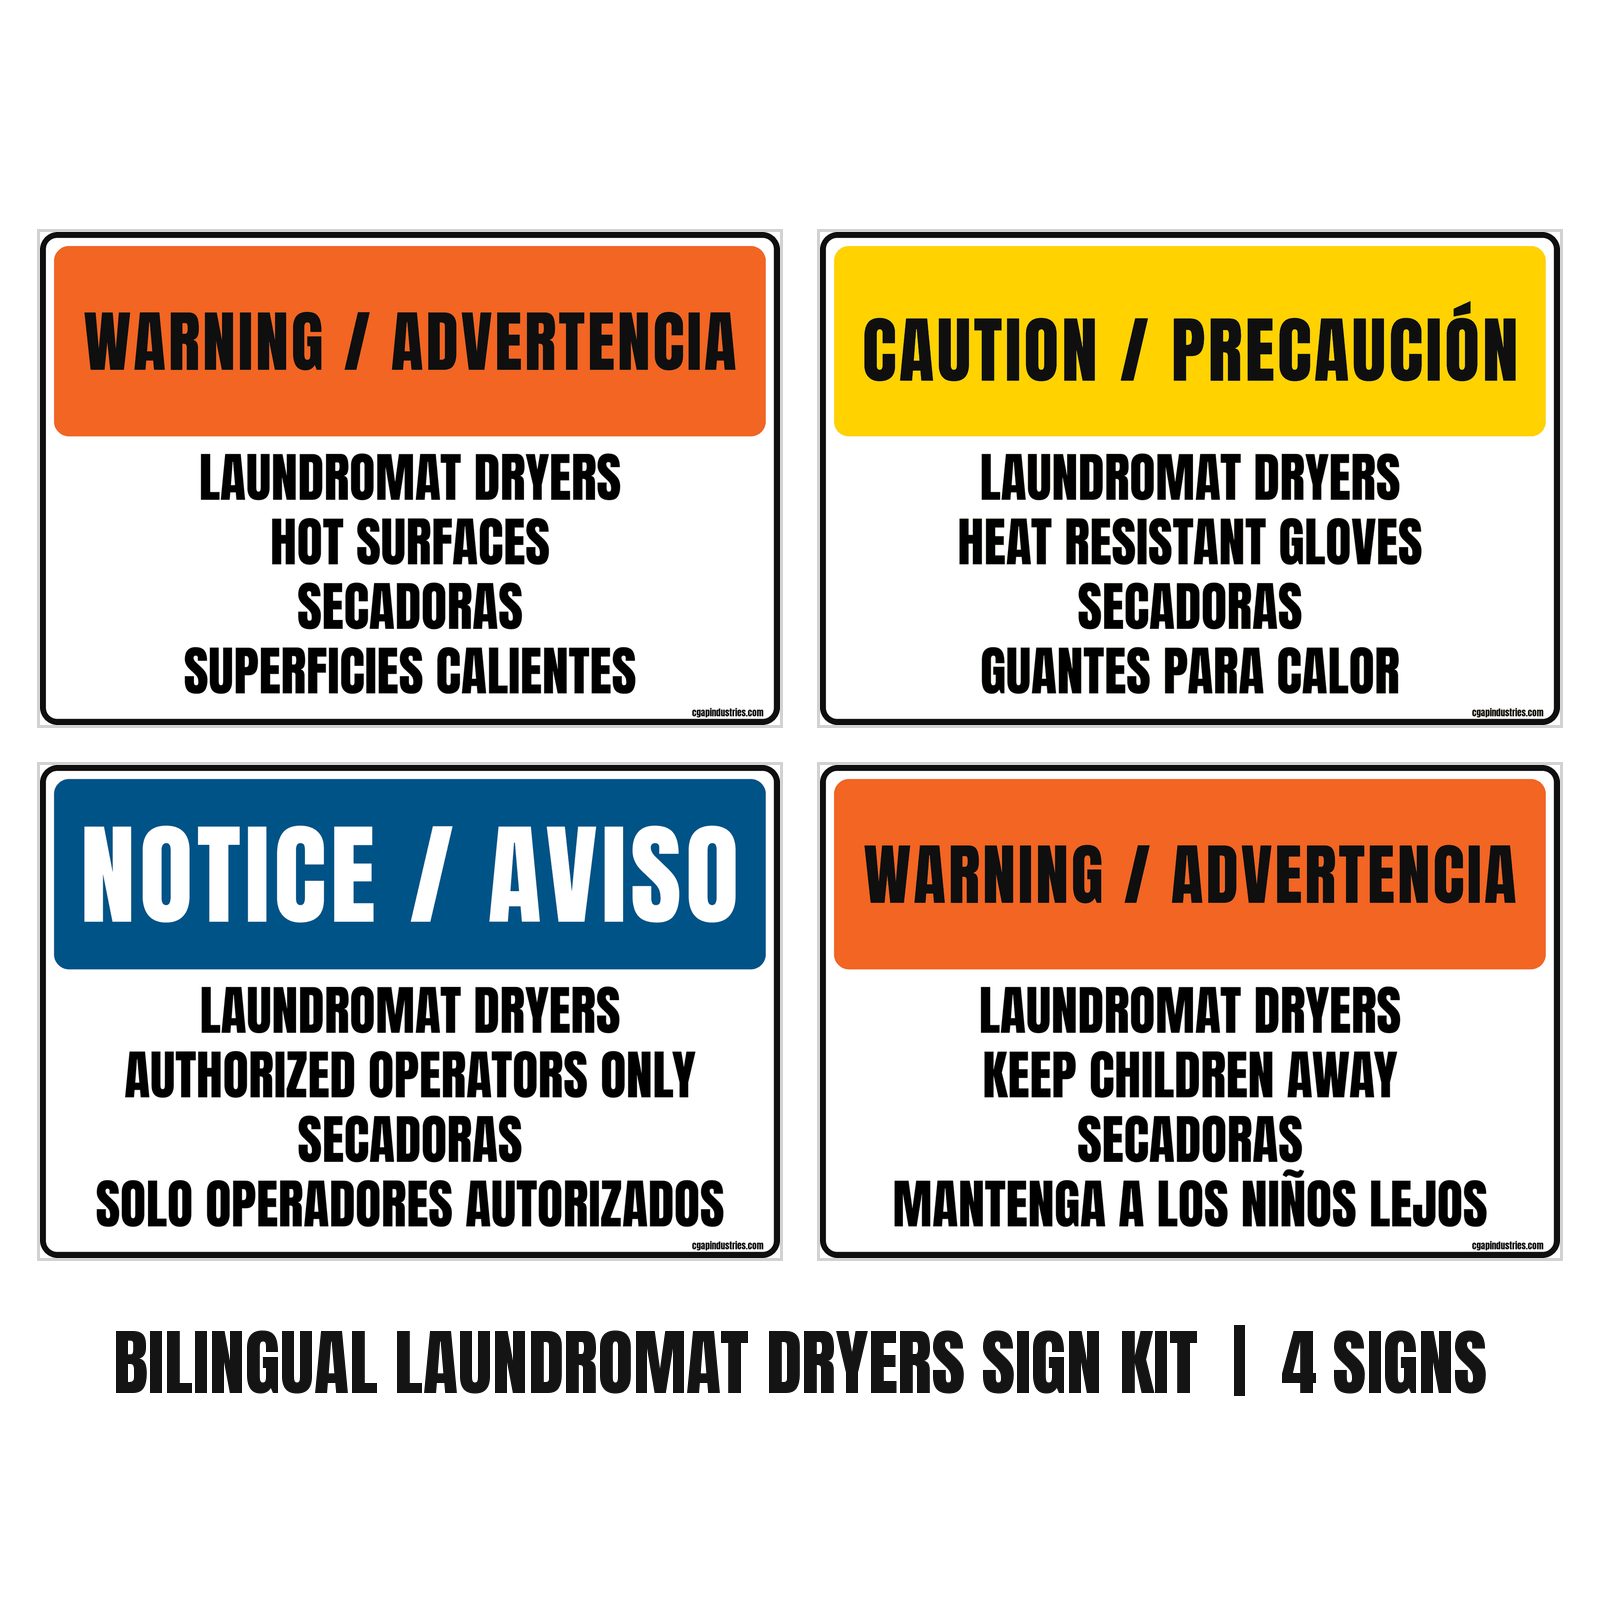 WARNING / ADVERTENCIA
LAUNDROMAT DRYERS
HOT SURFACES
SECADORAS
SUPERFICIES CALIENTES
cgapindustries.com
CAUTION / PRECAUCIÓN
LAUNDROMAT DRYERS
HEAT RESISTANT GLOVES
SECADORAS
GUANTES PARA CALOR
cgapindustries.com
NOTICE / AVISO
LAUNDROMAT DRYERS
AUTHORIZED OPERATORS ONLY
SECADORAS
SOLO OPERADORES AUTORIZADOS
cgapindustries.com
WARNING / ADVERTENCIA
LAUNDROMAT DRYERS
KEEP CHILDREN AWAY
SECADORAS
MANTENGA A LOS NIÑOS LEJOS
cgapindustries.com
BILINGUAL LAUNDROMAT DRYERS SIGN KIT | 4 SIGNS